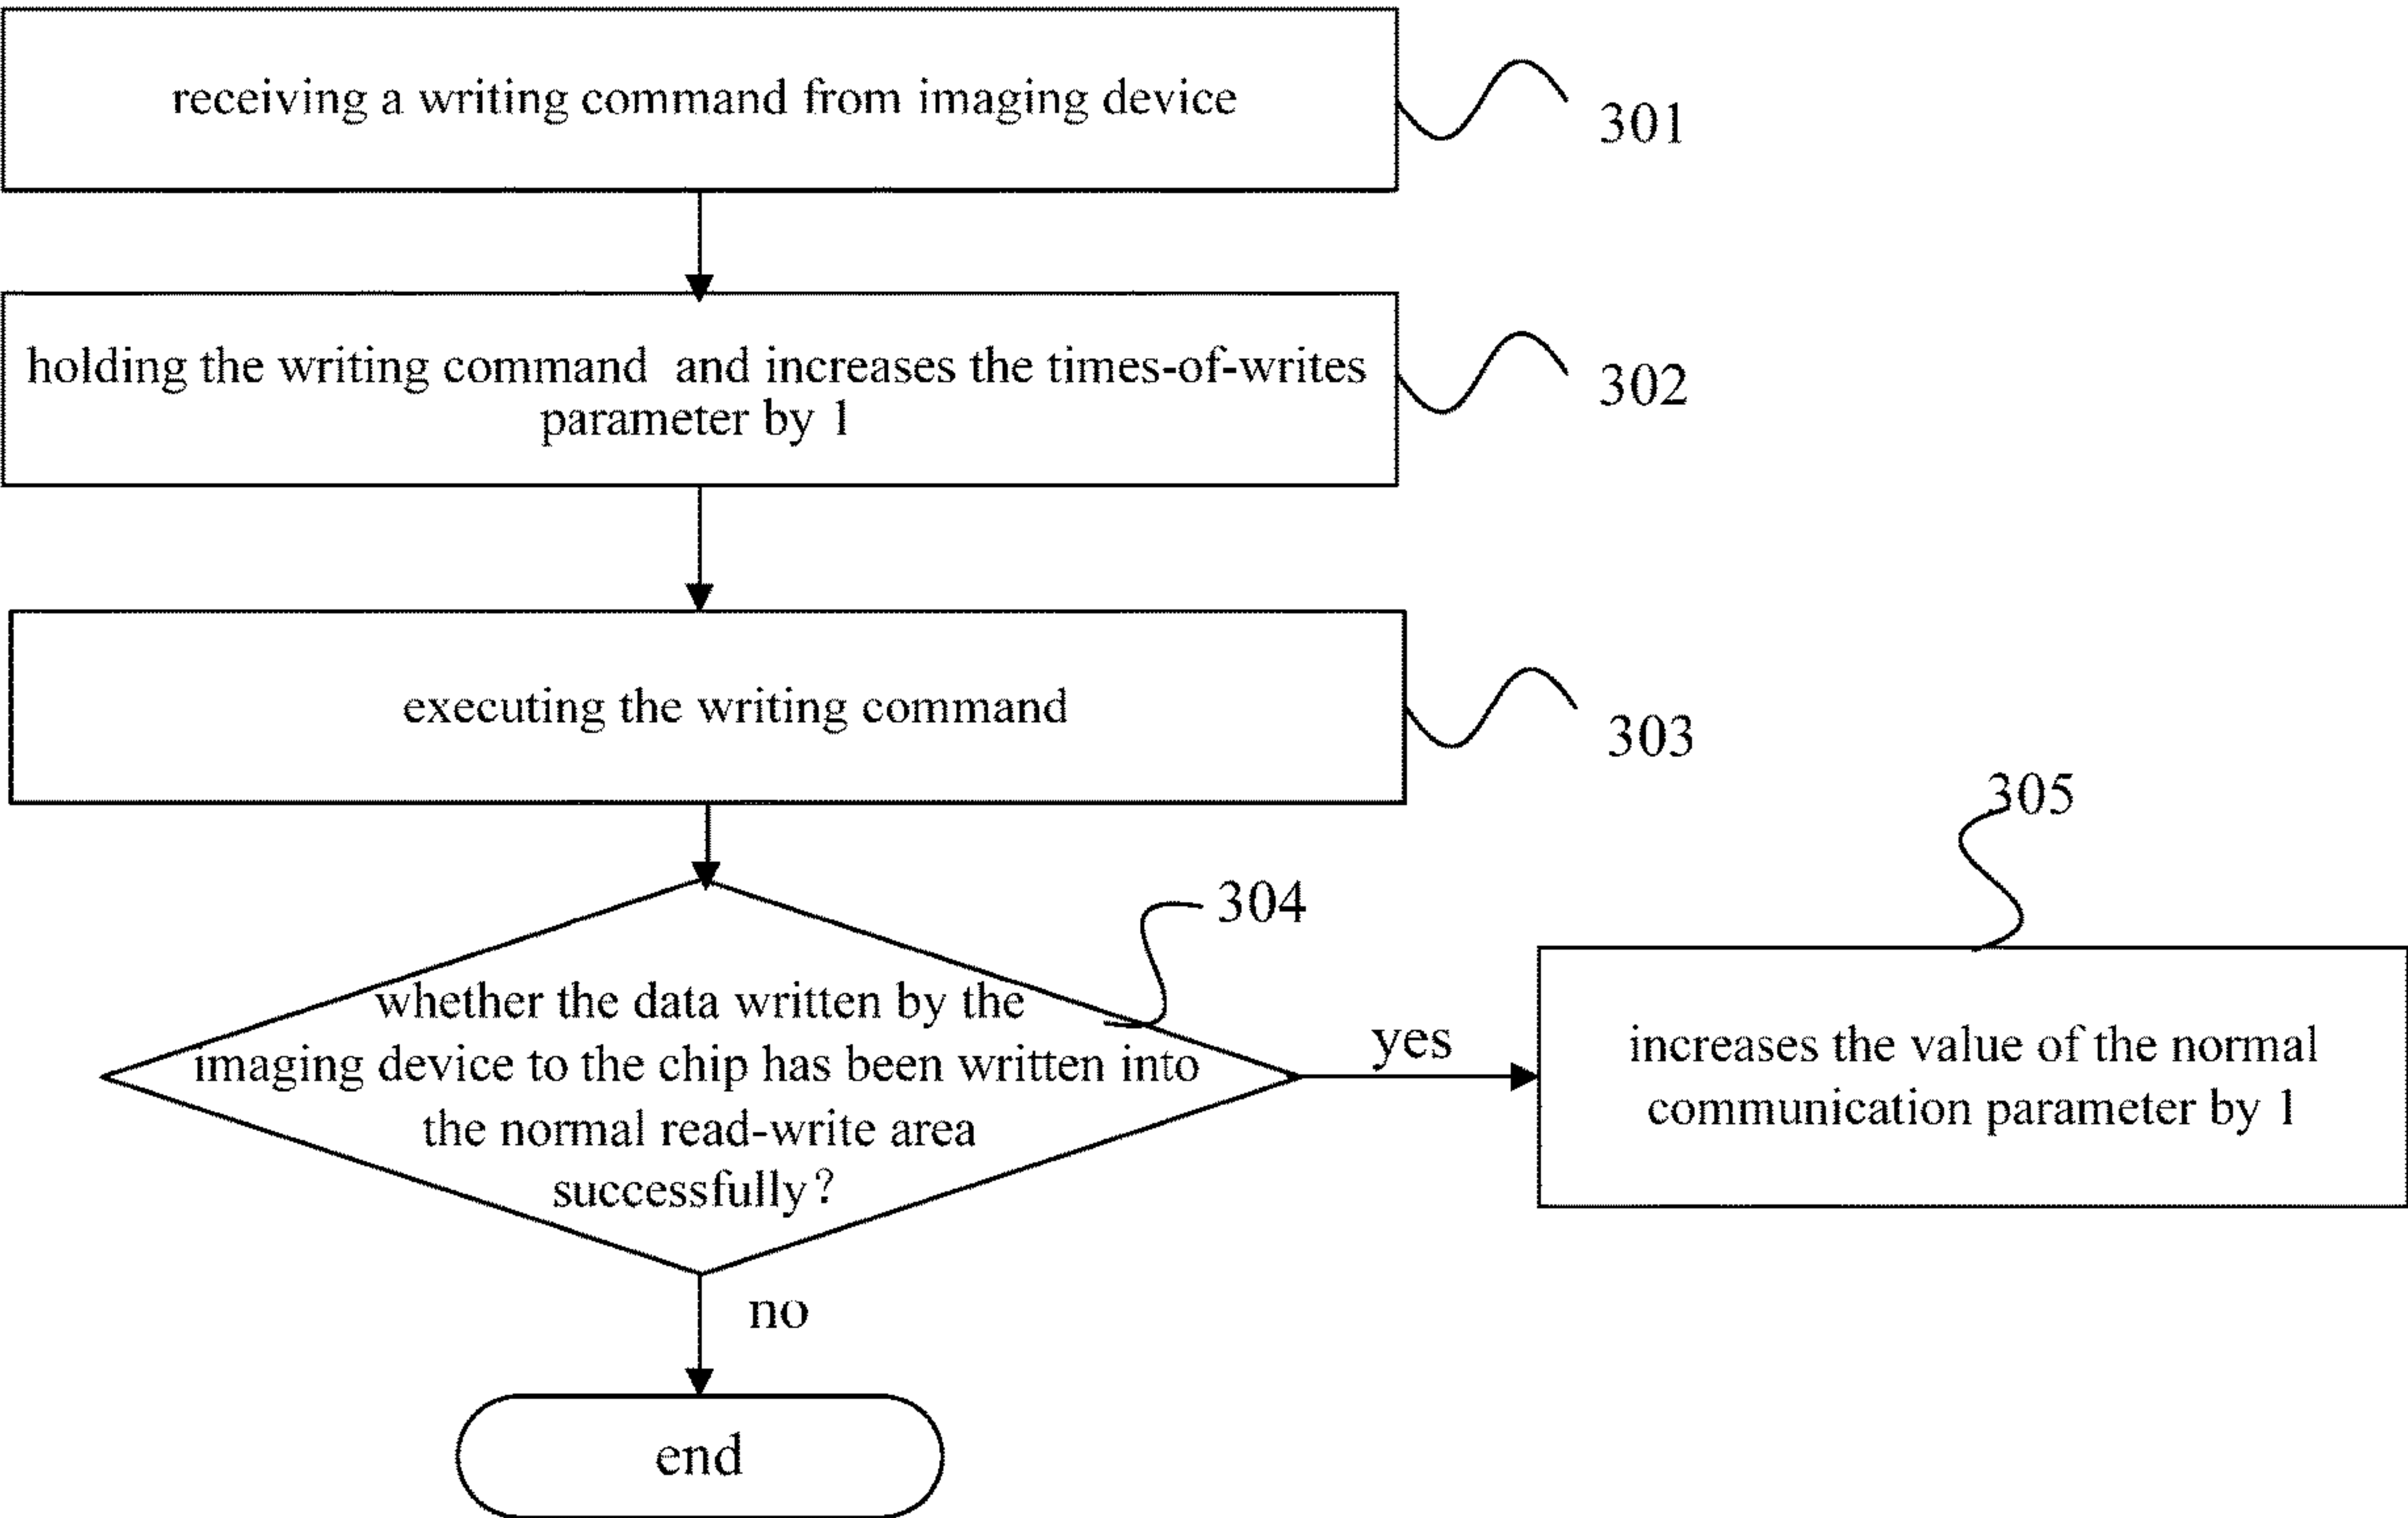 receiving a writing command from imaging device
301
holding the writing command and increases the times-of-writes
parameter by 1
302
executing the writing command
303
305
304
whether the data written by the
imaging device to the chip has been written into
the normal read-write area
successfully?
yes
increases the value of the normal
communication parameter by 1
no
end